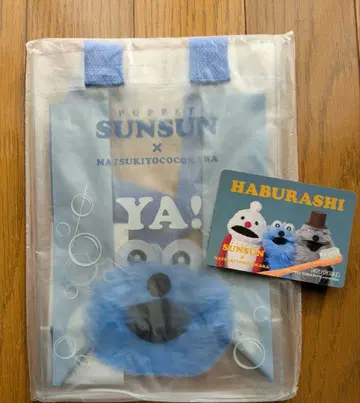 PUPPET
SUNSUN
×
MATSUKIYOCOCOKARA
YA!
HABURASHI
SUNSUN
×